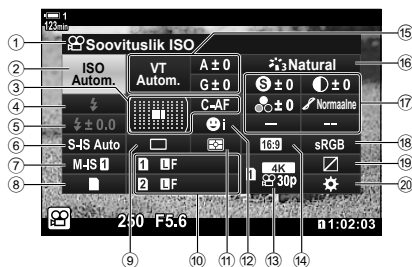 1
123min
① Soovituslik ISO ⑮
② ISO Autom. VT Autom. A±0 G±0 3 Natural ⑯
③ C-AF S ±0 ±0 ⑰
④ i ±0 Normaalne
⑤ ±0.0 — --
⑥ S-IS Auto 16:9 sRGB ⑱
⑦ M-IS 1 1 LF 1 4K 30p ⑲
⑧ 2 LF ⑳
250 F5.6 1 1:02:03
⑨ ⑩ ⑪ ⑫ ⑬ ⑭